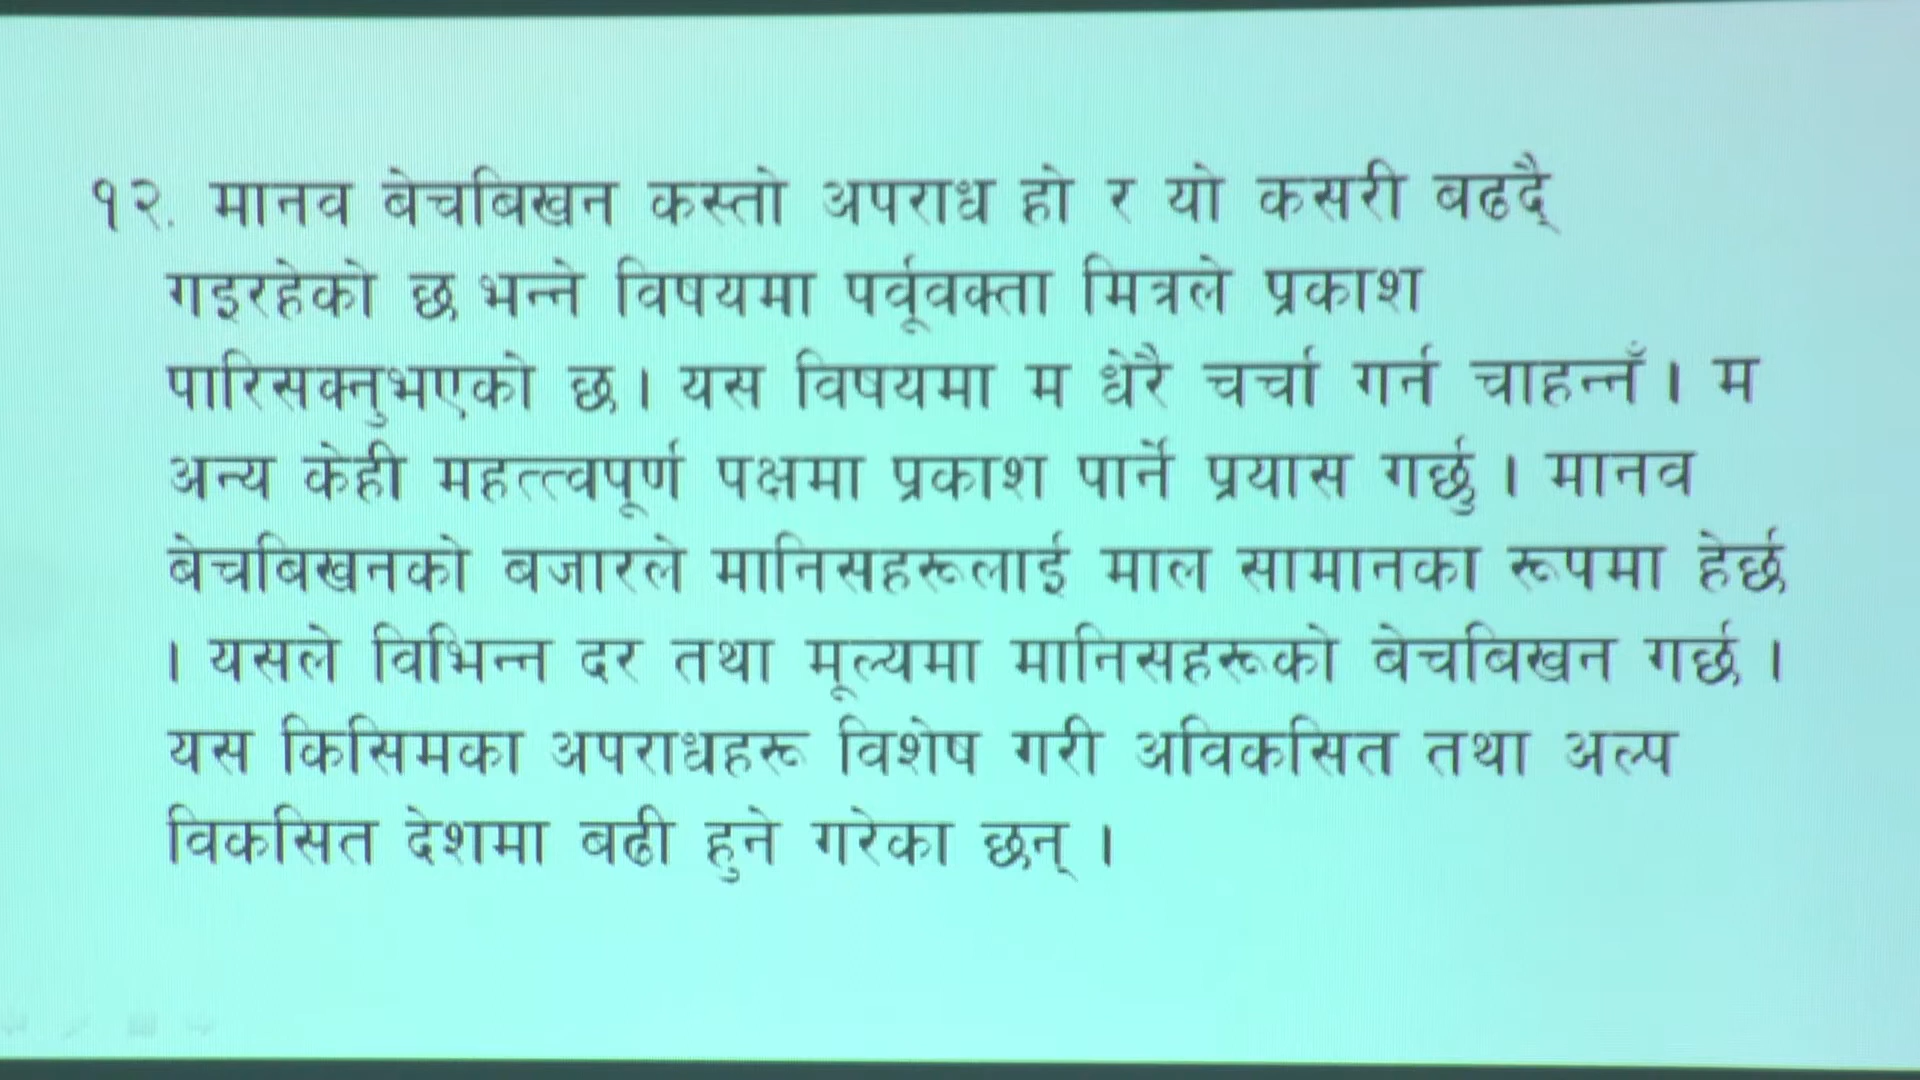 १२. मानव बेचबिखन कस्तो अपराध हो र यो कसरी बढ्दै
गइरहेको छ भन्ने विषयमा पर्वूवक्ता मित्रले प्रकाश
पारिसक्नुभएको छ । यस विषयमा म धेरै चर्चा गर्न चाहन्नँ । म
अन्य केही महत्त्वपूर्ण पक्षमा प्रकाश पार्ने प्रयास गर्छु । मानव
बेचबिखनको बजारले मानिसहरूलाई माल सामानका रूपमा हेर्छ
। यसले विभिन्न दर तथा मूल्यमा मानिसहरूको बेचबिखन गर्छ ।
यस किसिमका अपराधहरू विशेष गरी अविकसित तथा अल्प
विकसित देशमा बढी हुने गरेका छन् ।